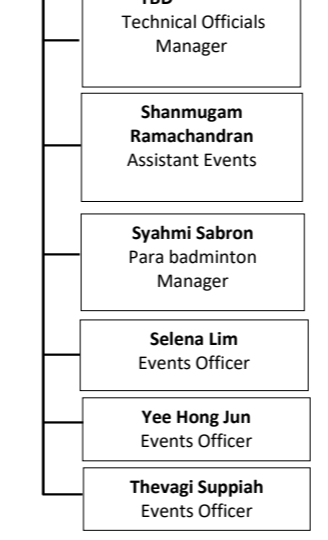 TBD
Technical Officials
Manager
Shanmugam
Ramachandran
Assistant Events
Syahmi Sabron
Para badminton
Manager
Selena Lim
Events Officer
Yee Hong Jun
Events Officer
Thevagi Suppiah
Events Officer